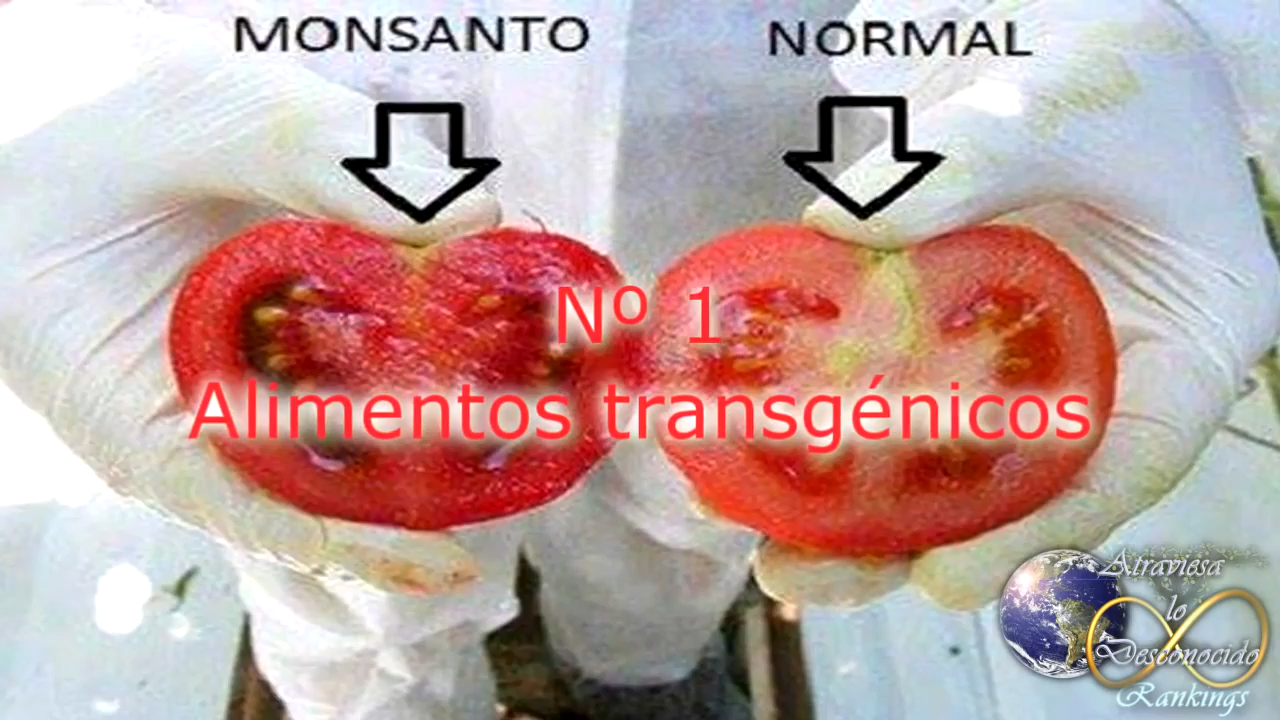 MONSANTO NORMAL
Nº 1
Alimentos transgénicos
Atraviesa
lo
Desconocido
Rankings